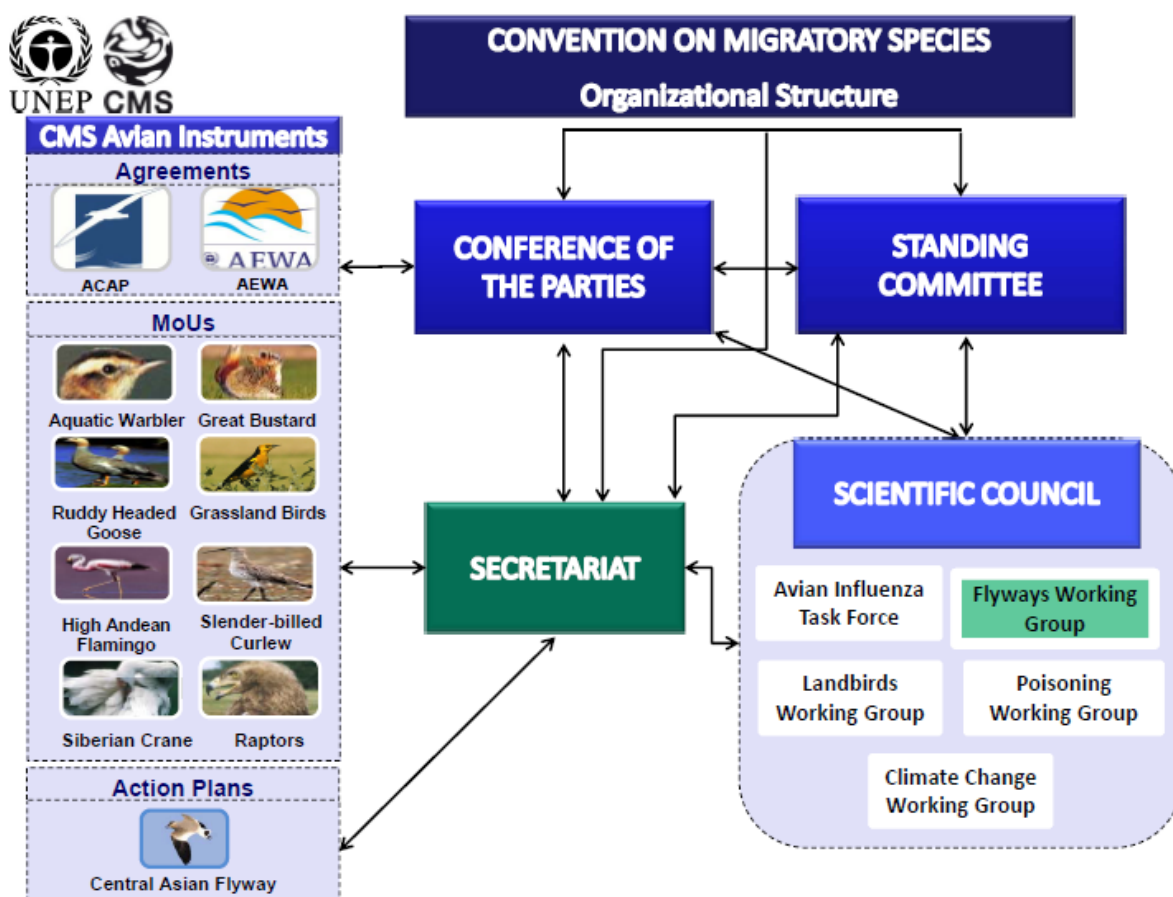 UNEP CMS
CONVENTION ON MIGRATORY SPECIES
Organizational Structure
CMS Avian Instruments
Agreements
ACAP
AEWA
AEWA
MoUs
Aquatic Warbler
Great Bustard
Ruddy Headed
Goose
Grassland Birds
High Andean
Flamingo
Slender-billed
Curlew
Siberian Crane
Raptors
Action Plans
Central Asian Flyway
CONFERENCE OF
THE PARTIES
STANDING
COMMITTEE
SECRETARIAT
SCIENTIFIC COUNCIL
Avian Influenza
Task Force
Flyways Working
Group
Landbirds
Working Group
Poisoning
Working Group
Climate Change
Working Group